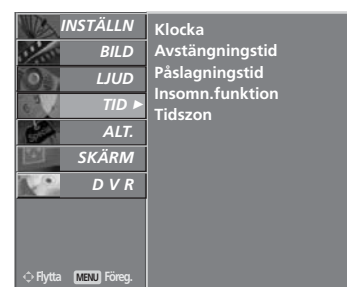 INSTÄLLN
BILD
LJUD
TID ►
ALT.
SKÄRM
D V R
Klocka
Avstängningstid
Påslagningstid
Insomn.funktion
Tidszon
Flytta MENU Föreg.